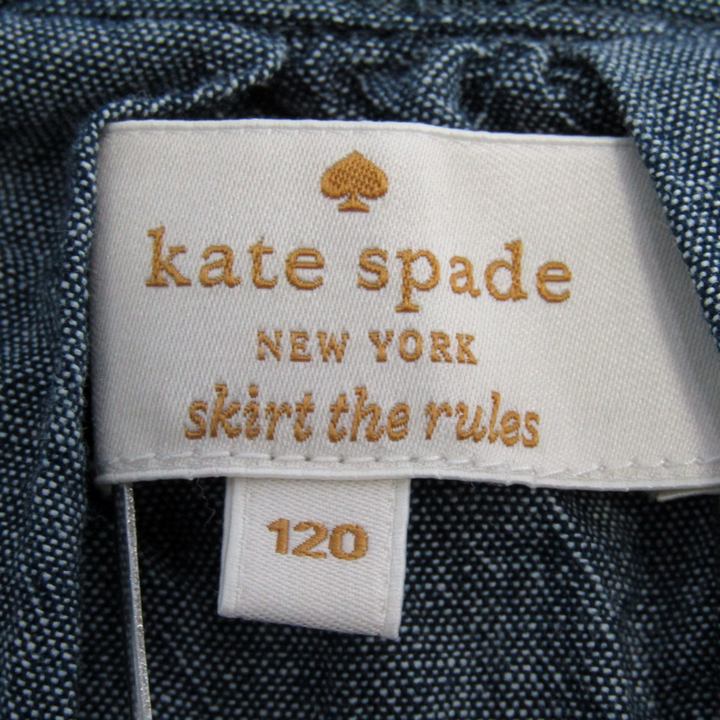 kate spade
NEW YORK
skirt the rules
120